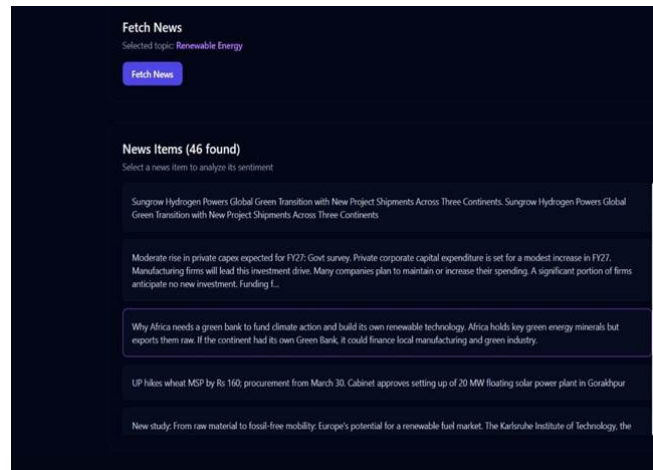 Fetch News
Selected topic: Renewable Energy
Fetch News
News Items (46 found)
Select a news item to analyze its sentiment
Sungrow Hydrogen Powers Global Green Transition with New Project Shipments Across Three Continents. Sungrow Hydrogen Powers Global
Green Transition with New Project Shipments Across Three Continents
Moderate rise in private capex expected for FY27: Govt survey. Private corporate capital expenditure is set for a modest increase in FY27.
Manufacturing firms will lead this investment drive. Many companies plan to maintain or increase their spending. A significant portion of firms
anticipate no new investment. Funding f...
Why Africa needs a green bank to fund climate action and build its own renewable technology. Africa holds key green energy minerals but
exports them raw. If the continent had its own Green Bank, it could finance local manufacturing and green industry.
UP hikes wheat MSP by Rs 160; procurement from March 30. Cabinet approves setting up of 20 MW floating solar power plant in Gorakhpur
New study: From raw material to fossil-free mobility: Europe's potential for a renewable fuel market. The Karlsruhe Institute of Technology, the